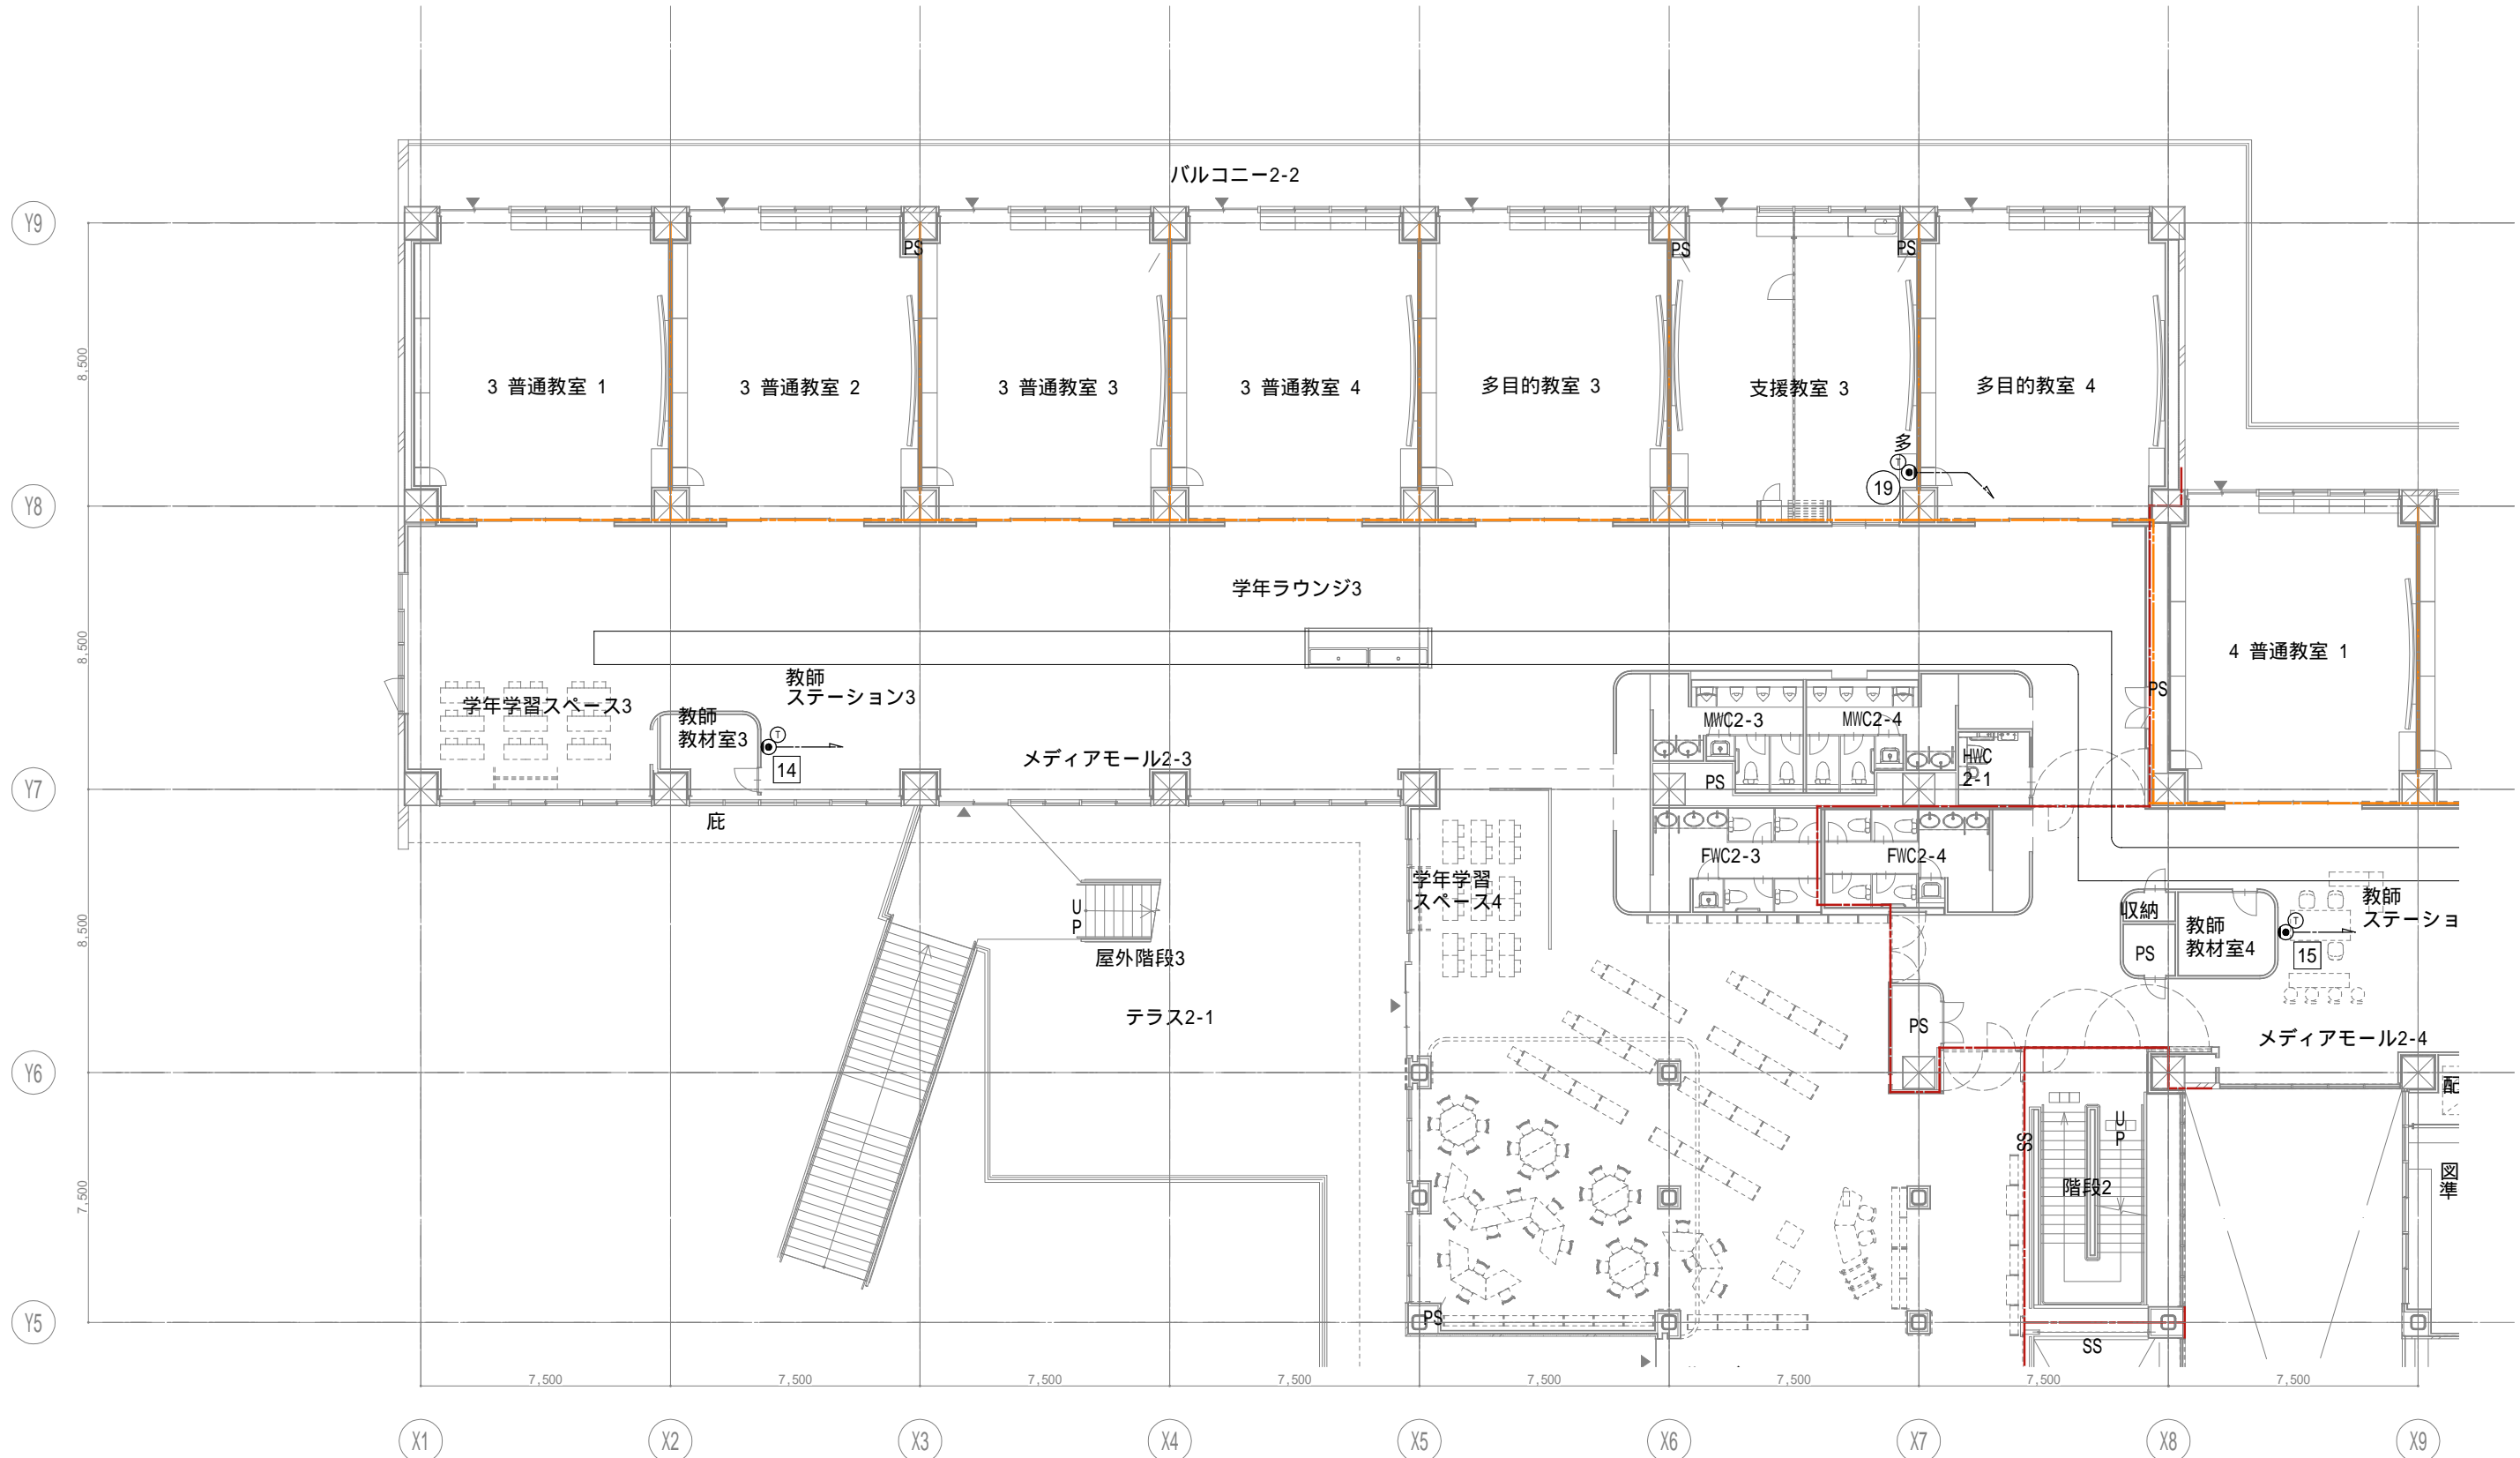 バルコニー2-2
Y9
PS
PS
PS
8,500
3 普通教室 1
3 普通教室 2
3 普通教室 3
3 普通教室 4
多目的教室 3
支援教室 3
多目的教室 4
多
T
19
Y8
学年ラウンジ3
8,500
4 普通教室 1
PS
教師
ステーション3
学年学習スペース3
教師
教材室3
T
14
メディアモール2-3
MWC2-3
MWC2-4
HWC
2-1
PS
Y7
庇
FWC2-3
FWC2-4
学年学習
スペース4
UP
屋外階段3
テラス2-1
8,500
収納
PS
教師
教材室4
T
15
教師
ステーショ
PS
メディアモール2-4
Y6
配
SS
UP
階段2
図準
7,500
Y5
PS
SS
7,500
7,500
7,500
7,500
7,500
7,500
7,500
7,500
X1
X2
X3
X4
X5
X6
X7
X8
X9